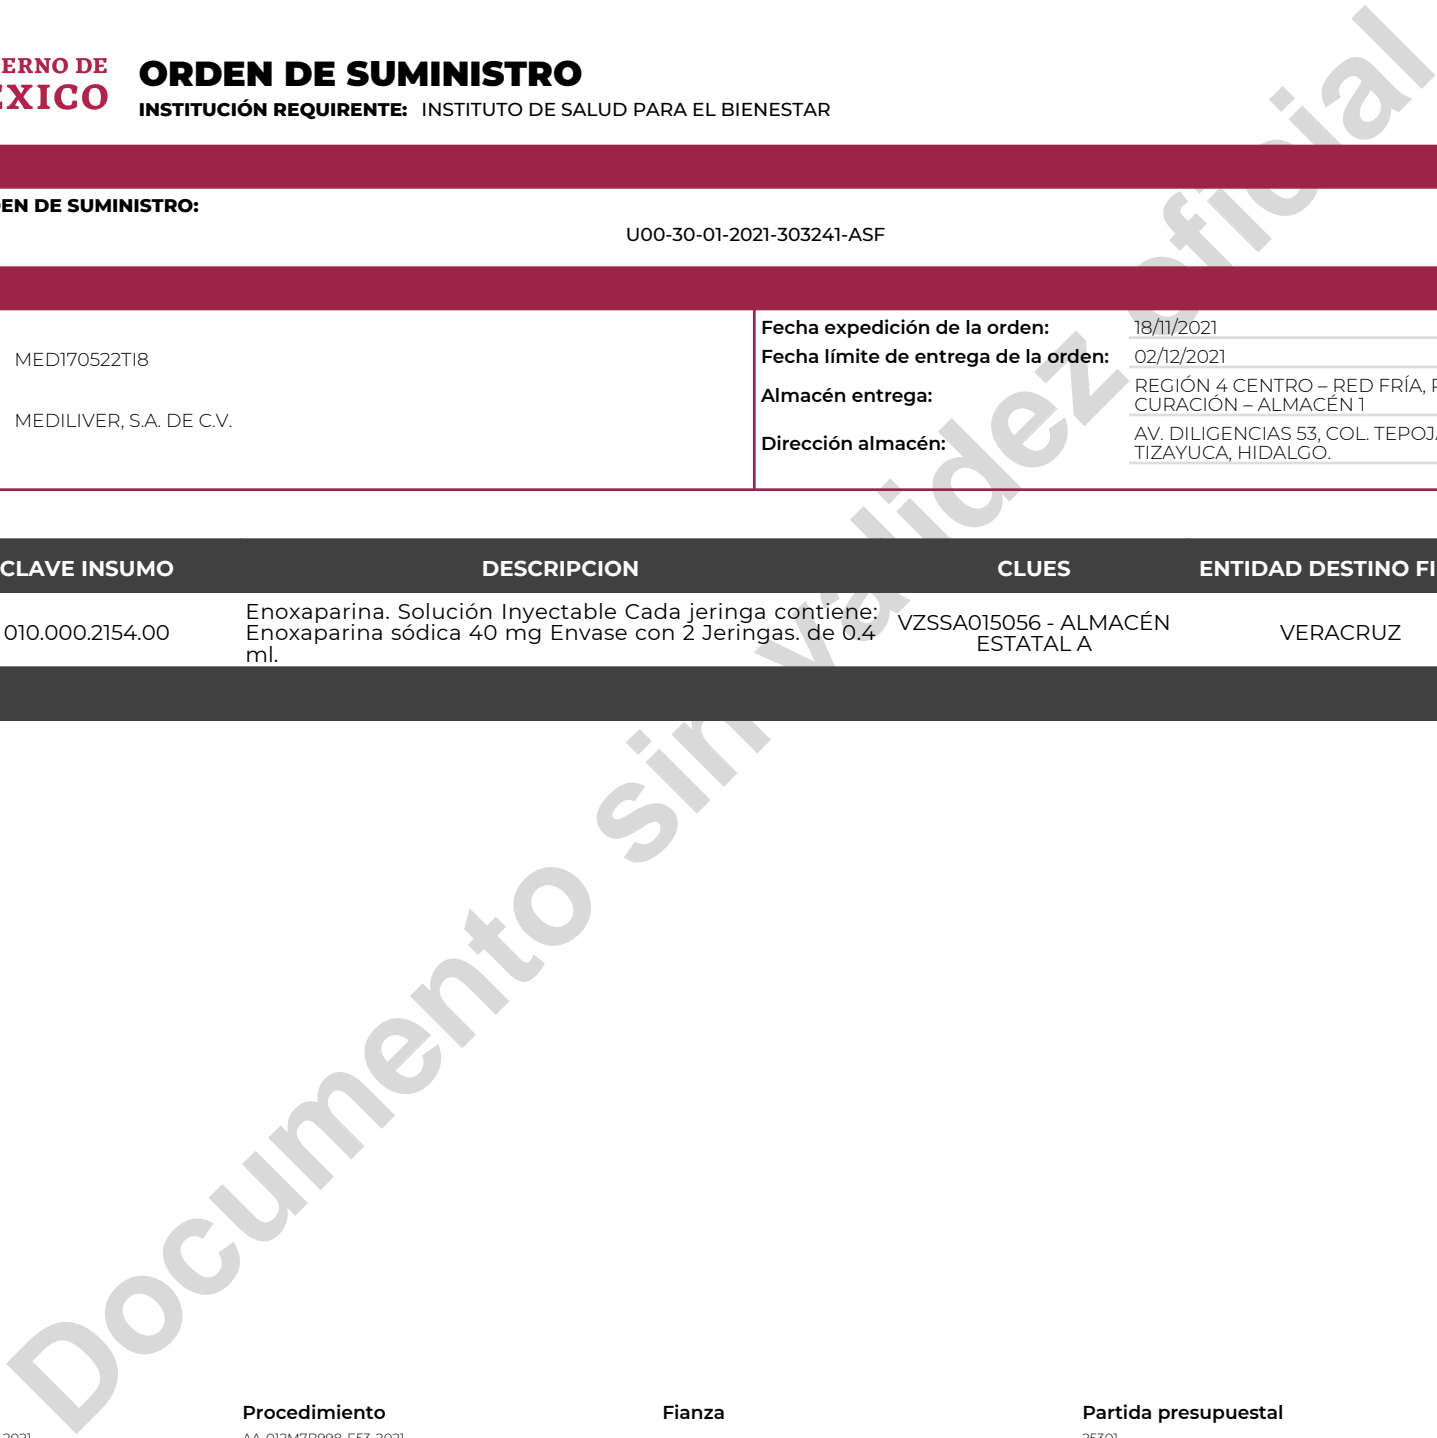 ERNO DE
EXICO
ORDEN DE SUMINISTRO
INSTITUCIÓN REQUIRENTE: INSTITUTO DE SALUD PARA EL BIENESTAR
EN DE SUMINISTRO:
U00-30-01-2021-303241-ASF
MED170522TI8
MEDILIVER, S.A. DE C.V.
Fecha expedición de la orden: 18/11/2021
Fecha límite de entrega de la orden: 02/12/2021
Almacén entrega: REGIÓN 4 CENTRO – RED FRÍA,
CURACIÓN – ALMACÉN 1
Dirección almacén: AV. DILIGENCIAS 53, COL. TEPOJ
TIZAYUCA, HIDALGO.
CLAVE INSUMO DESCRIPCION CLUES ENTIDAD DESTINO FI
010.000.2154.00
Enoxaparina. Solución Inyectable Cada jeringa contiene:
Enoxaparina sódica 40 mg Envase con 2 Jeringas. de 0.4
ml.
VZSSA015056 - ALMACÉN
ESTATAL A
VERACRUZ
Documento sin validez oficial
Procedimiento Fianza Partida presupuestal